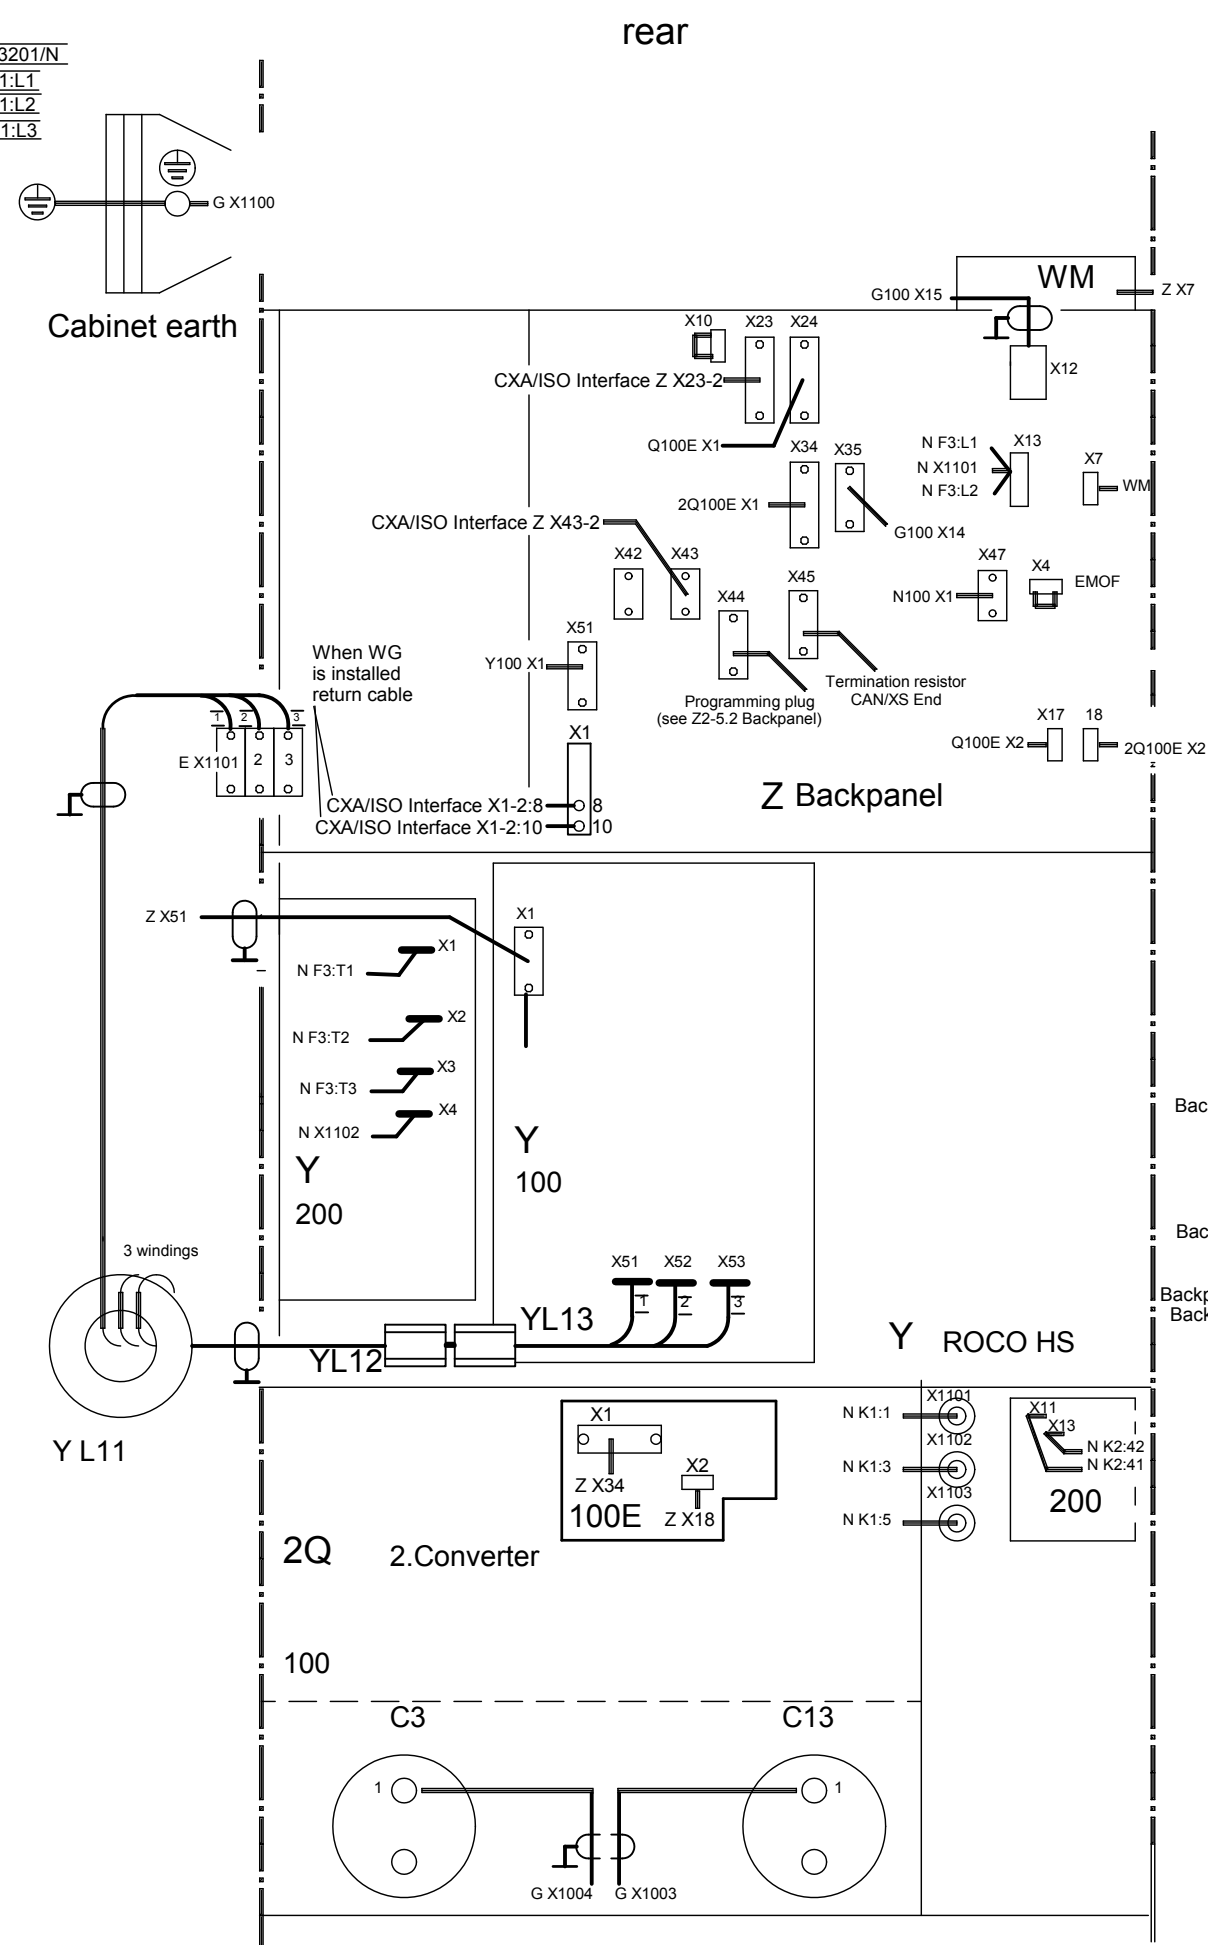 rear
3201/N
1:L1
1:L2
1:L3
G X1100
Cabinet earth
WM
Z X7
G100 X15
X10
X23
X24
X12
CXA/ISO Interface Z X23-2
Q100E X1
X34
X35
N F3:L1
N X1101
N F3:L2
X13
X7
WM
2Q100E X1
G100 X14
CXA/ISO Interface Z X43-2
X42
X43
X44
X45
X47
X4
EMOF
N100 X1
X51
Y100 X1
When WG
is installed
return cable
Termination resistor
CAN/XS End
Programming plug
(see Z2-5.2 Backpanel)
1
2
3
E X1101
2
3
X1
X17
18
Q100E X2
2Q100E X2
CXA/ISO Interface X1-2:8
8
CXA/ISO Interface X1-2:10
10
Z Backpanel
Z X51
X1
X1
N F3:T1
X2
N F3:T2
X3
N F3:T3
X4
N X1102
Y
200
Y
100
Bac
Bac
Backp
Back
3 windings
X51
X52
X53
1
2
3
YL13
YL12
Y ROCO HS
Y L11
X1
Z X34
100E
X2
Z X18
N K1:1
X1101
N K1:3
X1102
N K1:5
X1103
X11
X13
N K2:42
N K2:41
200
2Q
2.Converter
100
C3
C13
1
1
G X1004
G X1003